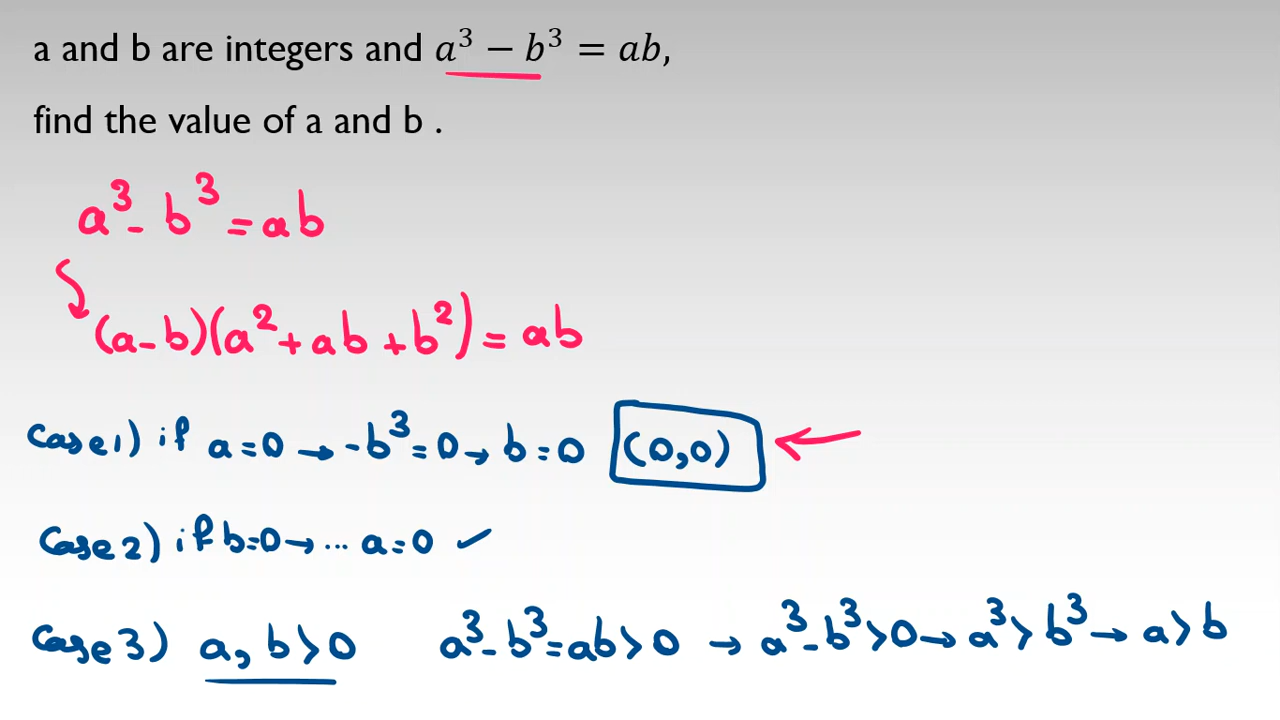 a and b are integers and a³ − b³ = ab,
find the value of a and b .
a³ - b³ = ab
(a-b)(a² + ab + b²) = ab
Case 1) if a=0 → -b³=0 → b=0 (0,0) ←
Case 2) if b=0 → ... a=0 ✓
Case 3) a, b > 0 a³-b³=ab>0 → a³-b³>0 → a³>b³ → a>b